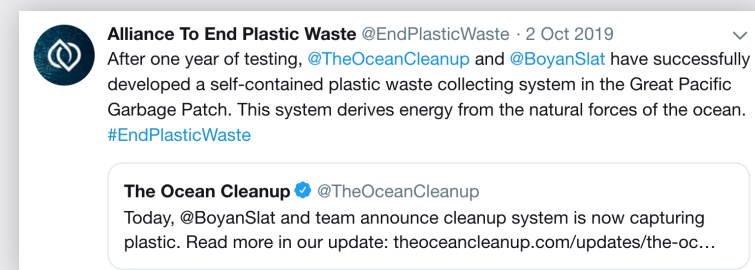 Alliance To End Plastic Waste @EndPlasticWaste · 2 Oct 2019
After one year of testing, @TheOceanCleanup and @BoyanSlat have successfully
developed a self-contained plastic waste collecting system in the Great Pacific
Garbage Patch. This system derives energy from the natural forces of the ocean.
#EndPlasticWaste
The Ocean Cleanup @TheOceanCleanup
Today, @BoyanSlat and team announce cleanup system is now capturing
plastic. Read more in our update: theoceancleanup.com/updates/the-oc…